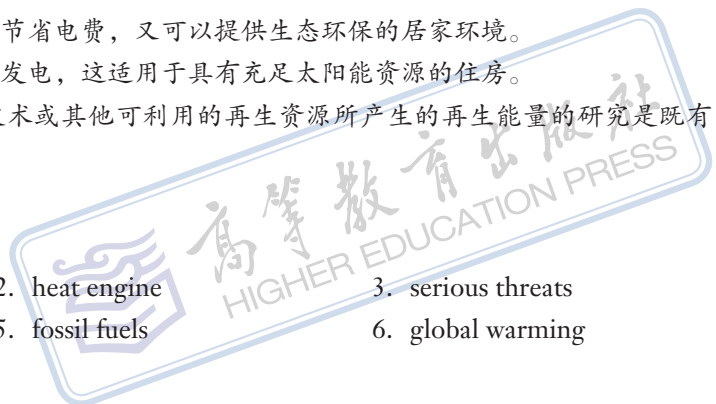 节省电费，又可以提供生态环保的居家环境。
发电，这适用于具有充足太阳能资源的住房。
术或其他可利用的再生资源所产生的再生能量的研究是既有
高等教育出版社
HIGHER EDUCATION PRESS
2. heat engine 3. serious threats
5. fossil fuels 6. global warming